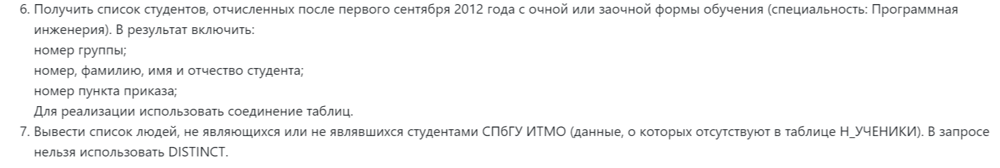 6. Получить список студентов, отчисленных после первого сентября 2012 года с очной или заочной формы обучения (специальность: Программная
инженерия). В результат включить:
номер группы;
номер, фамилию, имя и отчество студента;
номер пункта приказа;
Для реализации использовать соединение таблиц.
7. Вывести список людей, не являющихся или не являвшихся студентами СПбГУ ИТМО (данные, о которых отсутствуют в таблице Н_УЧЕНИКИ). В запросе
нельзя использовать DISTINCT.